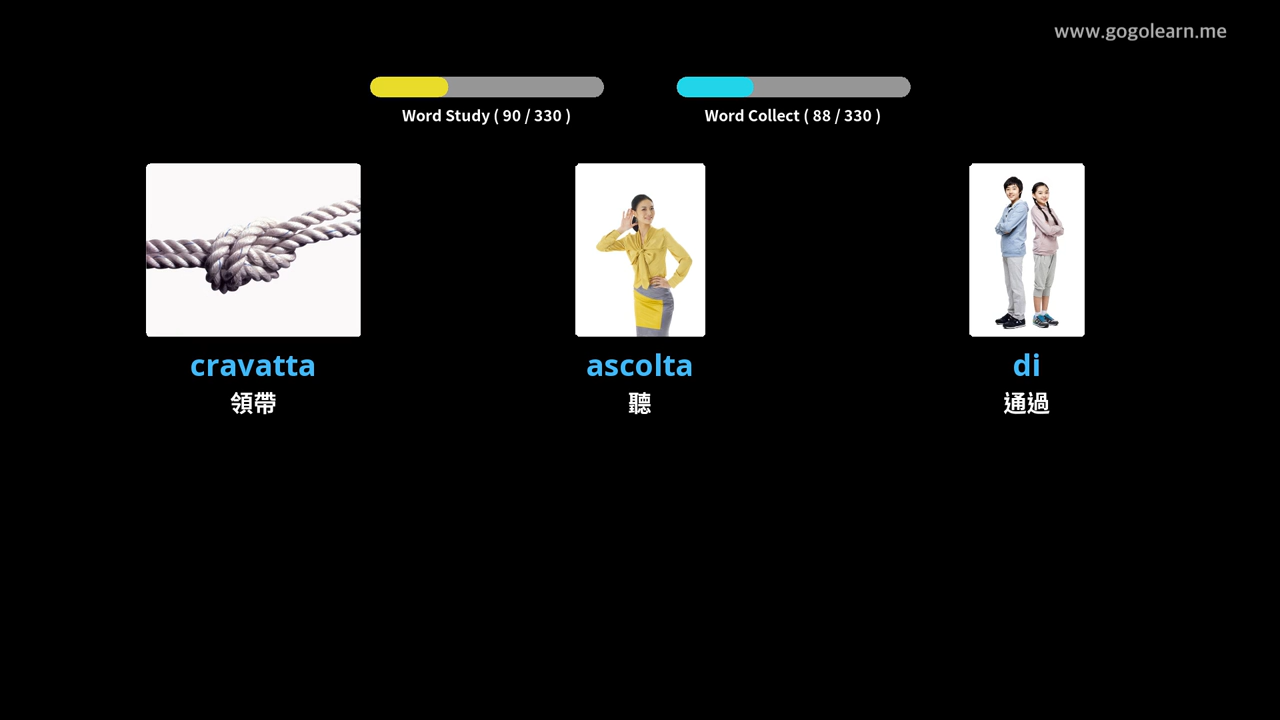 www.gogolearn.me
Word Study ( 90 / 330 )
Word Collect ( 88 / 330 )
cravatta
領帶
ascolta
聽
di
通過